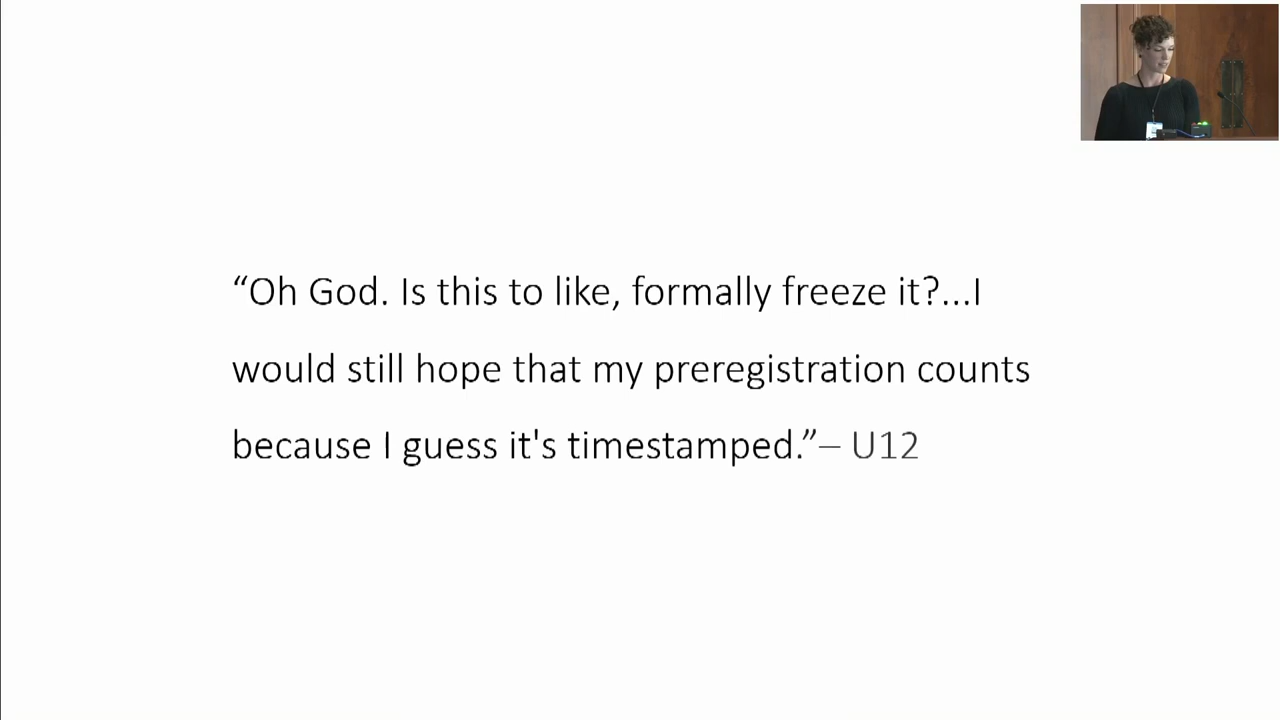 “Oh God. Is this to like, formally freeze it?...I
would still hope that my preregistration counts
because I guess it's timestamped.”– U12